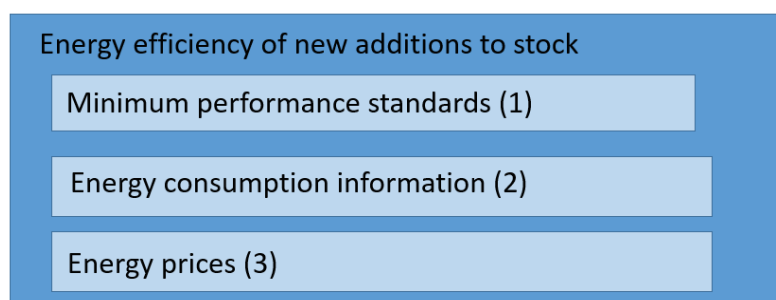 Energy efficiency of new additions to stock
Minimum performance standards (1)
Energy consumption information (2)
Energy prices (3)